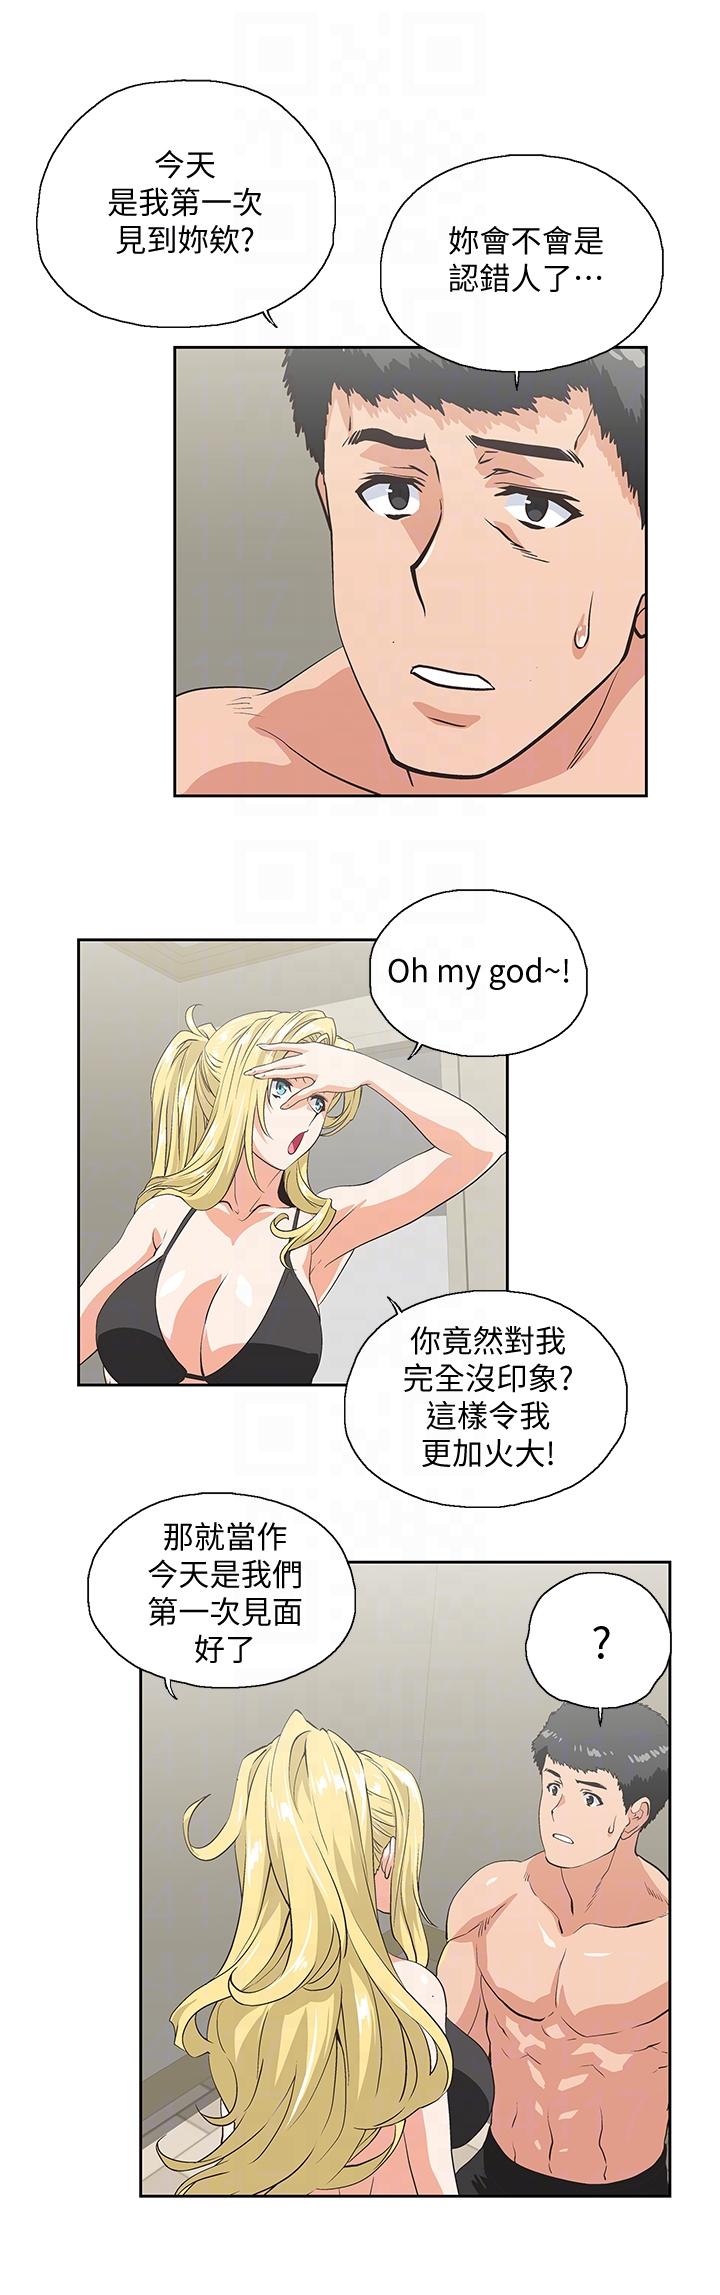 今天
是我第一次
見到妳欸?
妳會不會是
認錯人了⋯
Oh my god~!
你竟然對我
完全沒印象?
這樣令我
更加火大!
那就當作
今天是我們
第一次見面
好了
?